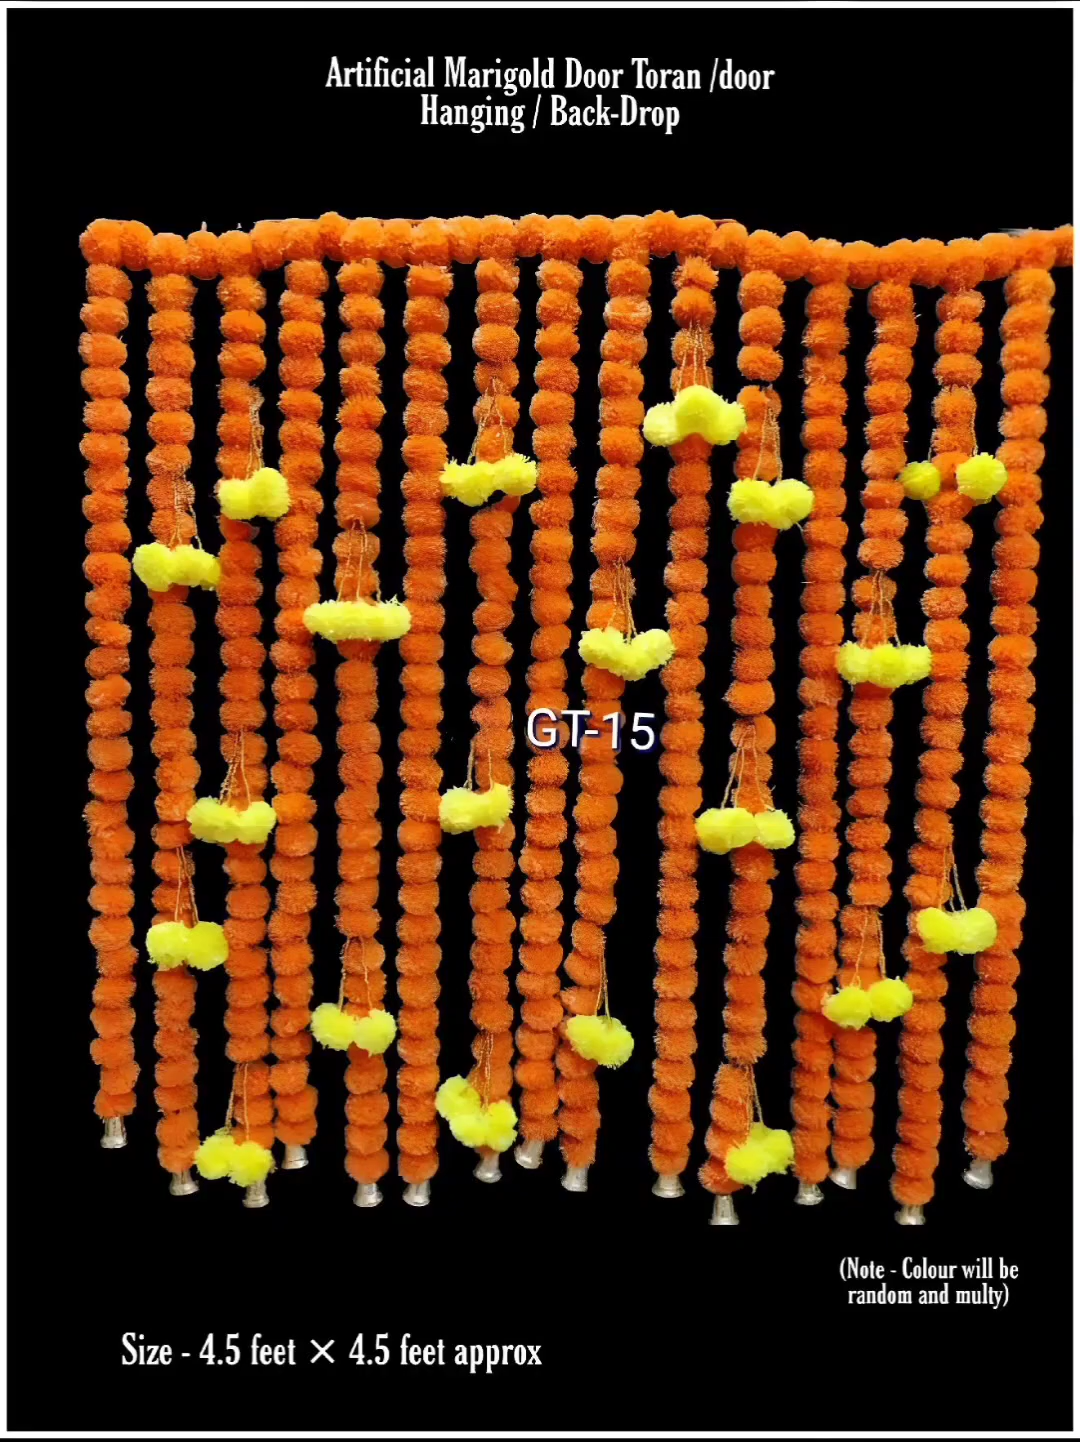 Artificial Marigold Door Toran /door
Hanging / Back-Drop
GT-15
(Note - Colour will be
random and multy)
Size - 4.5 feet × 4.5 feet approx